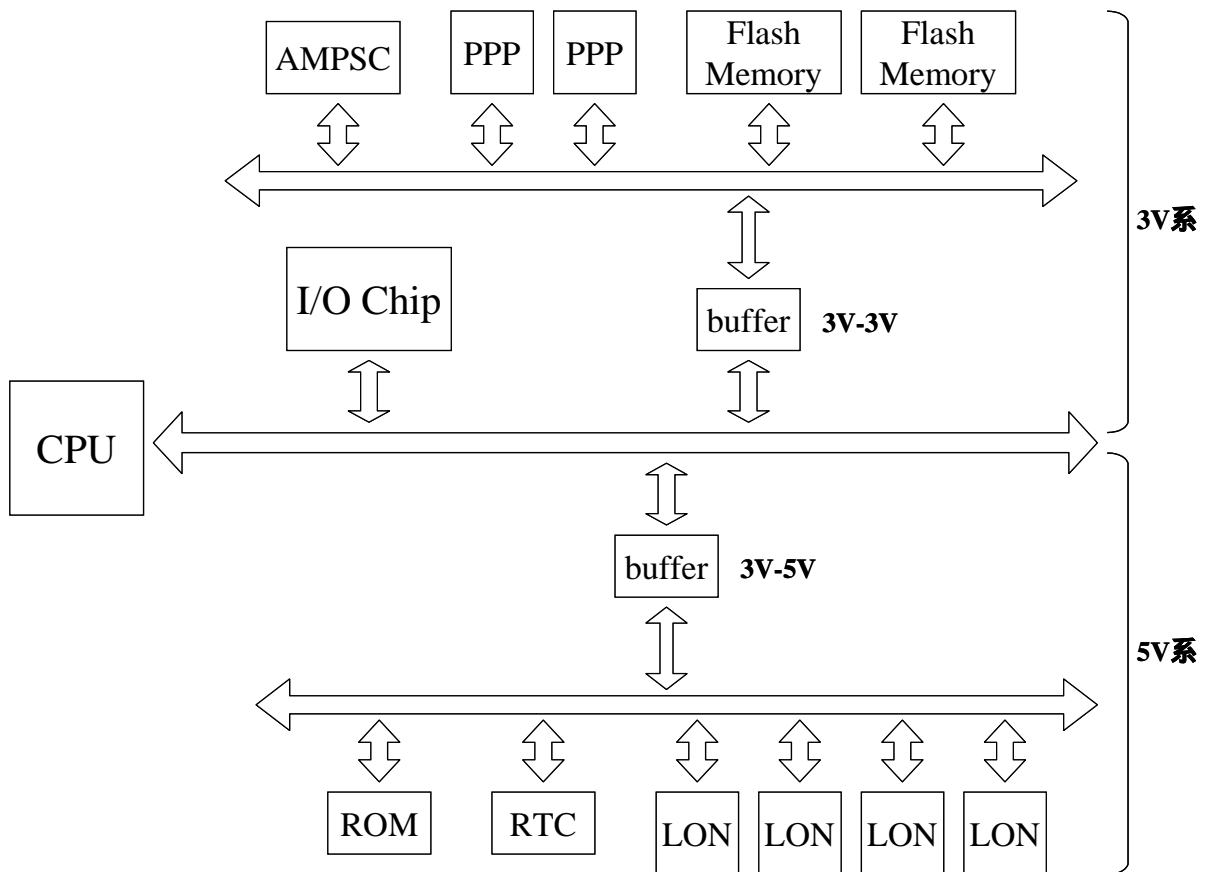 AMPSC
PPP
PPP
Flash
Memory
Flash
Memory
3V系
I/O Chip
buffer
3V-3V
CPU
buffer
3V-5V
5V系
ROM
RTC
LON
LON
LON
LON